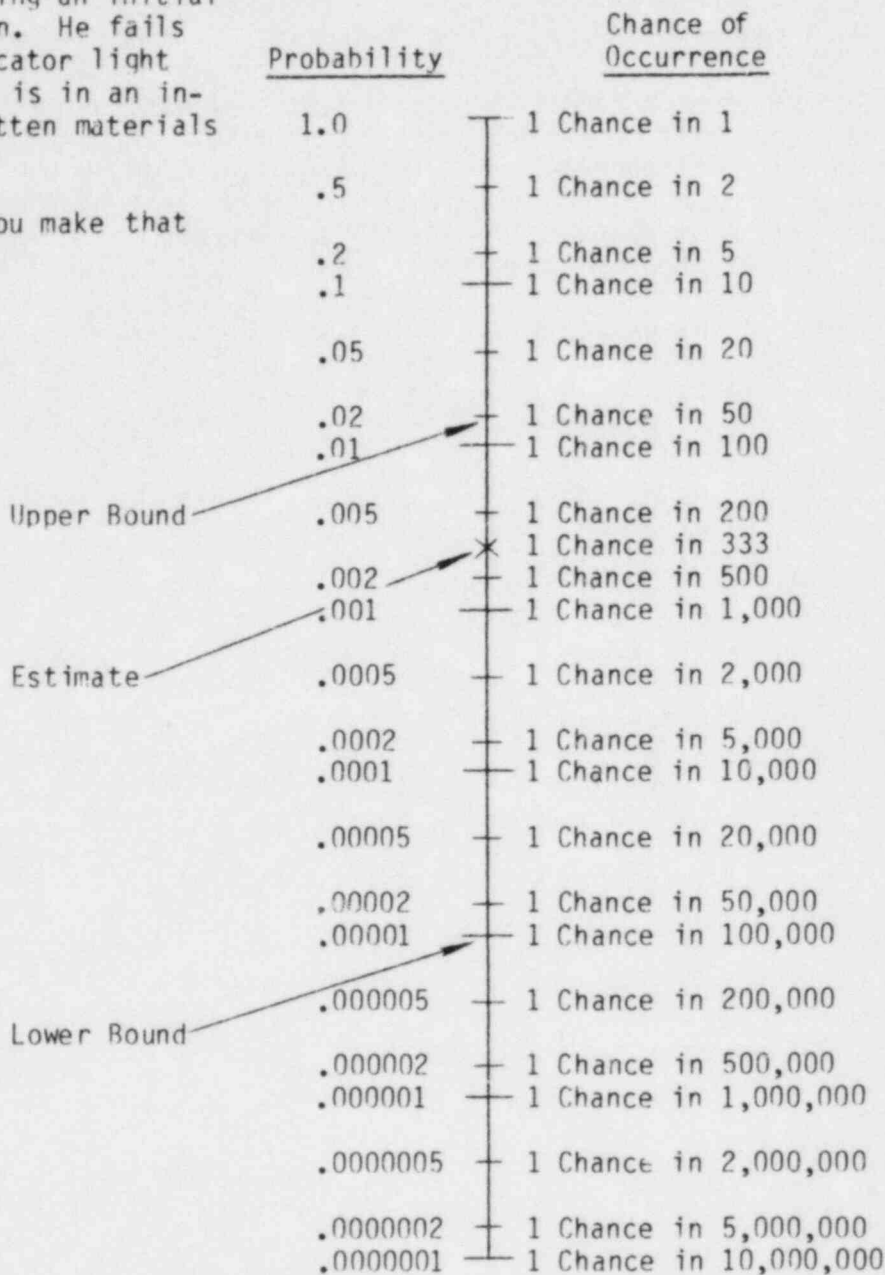 ing an initial
n. He fails
cator light
is in an in-
tten materials
ou make that
Probability
Chance of
Occurrence
1.0 1 Chance in 1
.5 1 Chance in 2
.2 1 Chance in 5
.1 1 Chance in 10
.05 1 Chance in 20
.02 1 Chance in 50
.01 1 Chance in 100
Upper Bound .005 1 Chance in 200
1 Chance in 333
.002 1 Chance in 500
.001 1 Chance in 1,000
Estimate .0005 1 Chance in 2,000
.0002 1 Chance in 5,000
.0001 1 Chance in 10,000
.00005 1 Chance in 20,000
.00002 1 Chance in 50,000
.00001 1 Chance in 100,000
.000005 1 Chance in 200,000
Lower Bound
.000002 1 Chance in 500,000
.000001 1 Chance in 1,000,000
.0000005 1 Chance in 2,000,000
.0000002 1 Chance in 5,000,000
.0000001 1 Chance in 10,000,000